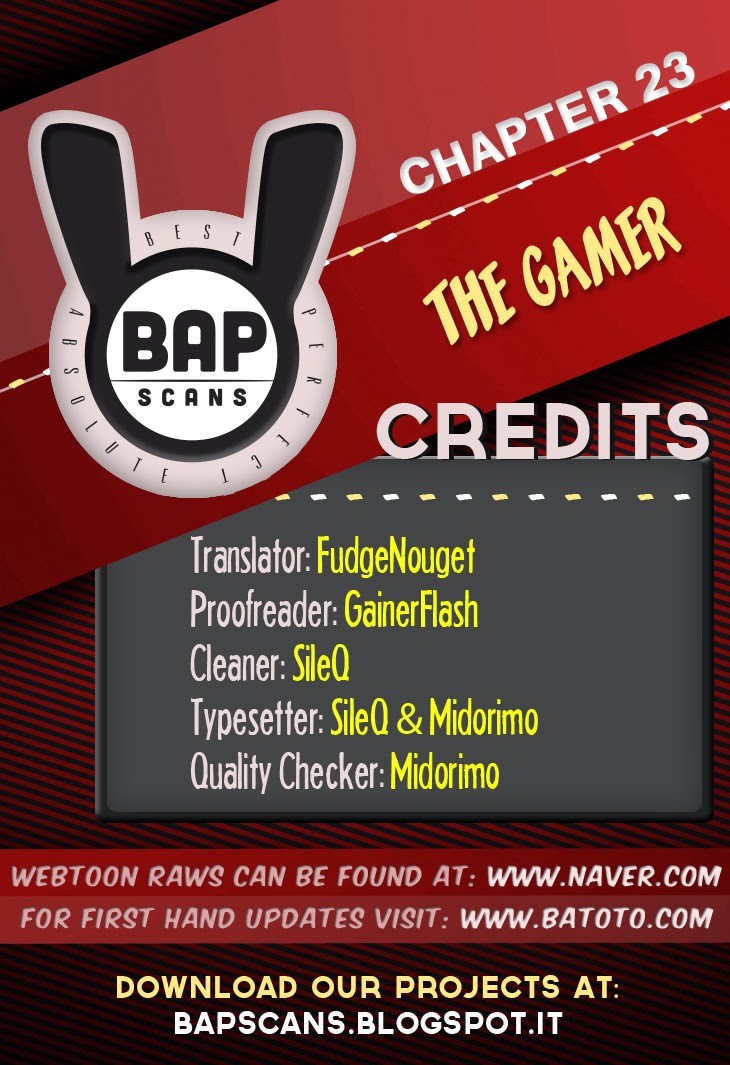 CHAPTER 23
THE GAMER
BEST
ABSOLUTE
PERFECT
BAP
SCANS
CREDITS
Translator: FudgeNouget
Proofreader: GainerFlash
Cleaner: SileQ
Typesetter: SileQ & Midorimo
Quality Checker: Midorimo
WEBTOON RAWS CAN BE FOUND AT: WWW.NAVER.COM
FOR FIRST HAND UPDATES VISIT: WWW.BATOTO.COM
DOWNLOAD OUR PROJECTS AT:
BAPSCANS.BLOGSPOT.IT